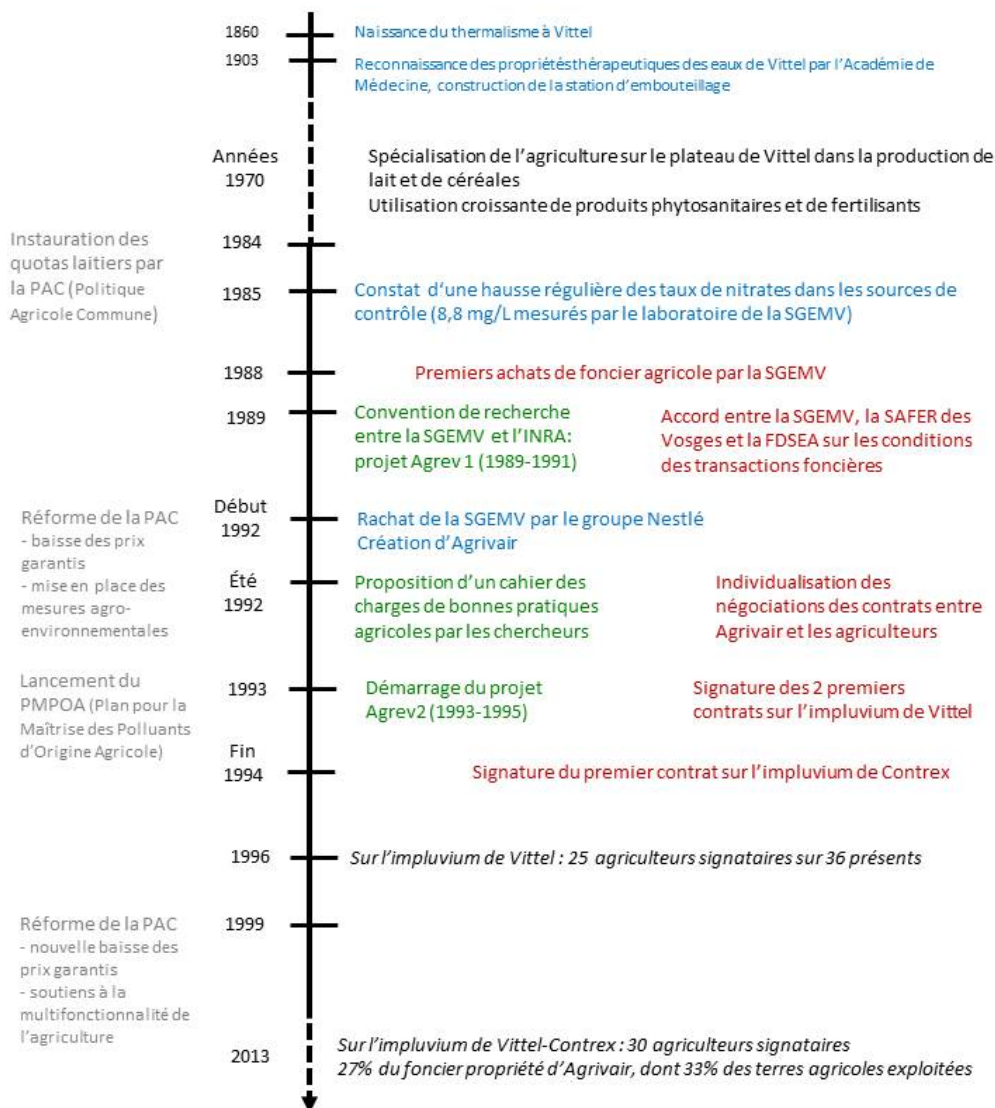 1860
Naissance du thermalisme à Vittel
1903
Reconnaissance des propriétés thérapeutiques des eaux de Vittel par l'Académie de
Médecine, construction de la station d'embouteillage
Années
1970
Spécialisation de l'agriculture sur le plateau de Vittel dans la production de
lait et de céréales
Utilisation croissante de produits phytosanitaires et de fertilisants
Instauration des
quotas laitiers par
la PAC (Politique
Agricole Commune)
1984
1985
Constat d'une hausse régulière des taux de nitrates dans les sources de
contrôle (8,8 mg/L mesurés par le laboratoire de la SGEMV)
1988
Premiers achats de foncier agricole par la SGEMV
1989
Convention de recherche
entre la SGEMV et l'INRA:
projet Agrev 1 (1989-1991)
Accord entre la SGEMV, la SAFER des
Vosges et la FDSEA sur les conditions
des transactions foncières
Réforme de la PAC
- baisse des prix
garantis
- mise en place des
mesures agro-
environnementales
Début
1992
Rachat de la SGEMV par le groupe Nestlé
Création d'Agrivair
Été
1992
Proposition d'un cahier des
charges de bonnes pratiques
agricoles par les chercheurs
Individualisation des
négociations des contrats entre
Agrivair et les agriculteurs
Lancement du
PMPOA (Plan pour la
Maîtrise des Polluants
d'Origine Agricole)
1993
Démarrage du projet
Agrev2 (1993-1995)
Signature des 2 premiers
contrats sur l'impluvium de Vittel
Fin
1994
Signature du premier contrat sur l'impluvium de Contrex
1996
Sur l'impluvium de Vittel : 25 agriculteurs signataires sur 36 présents
Réforme de la PAC
- nouvelle baisse des
prix garantis
- soutiens à la
multifonctionnalité de
l'agriculture
1999
2013
Sur l'impluvium de Vittel-Contrex : 30 agriculteurs signataires
27% du foncier propriété d'Agrivair, dont 33% des terres agricoles exploitées